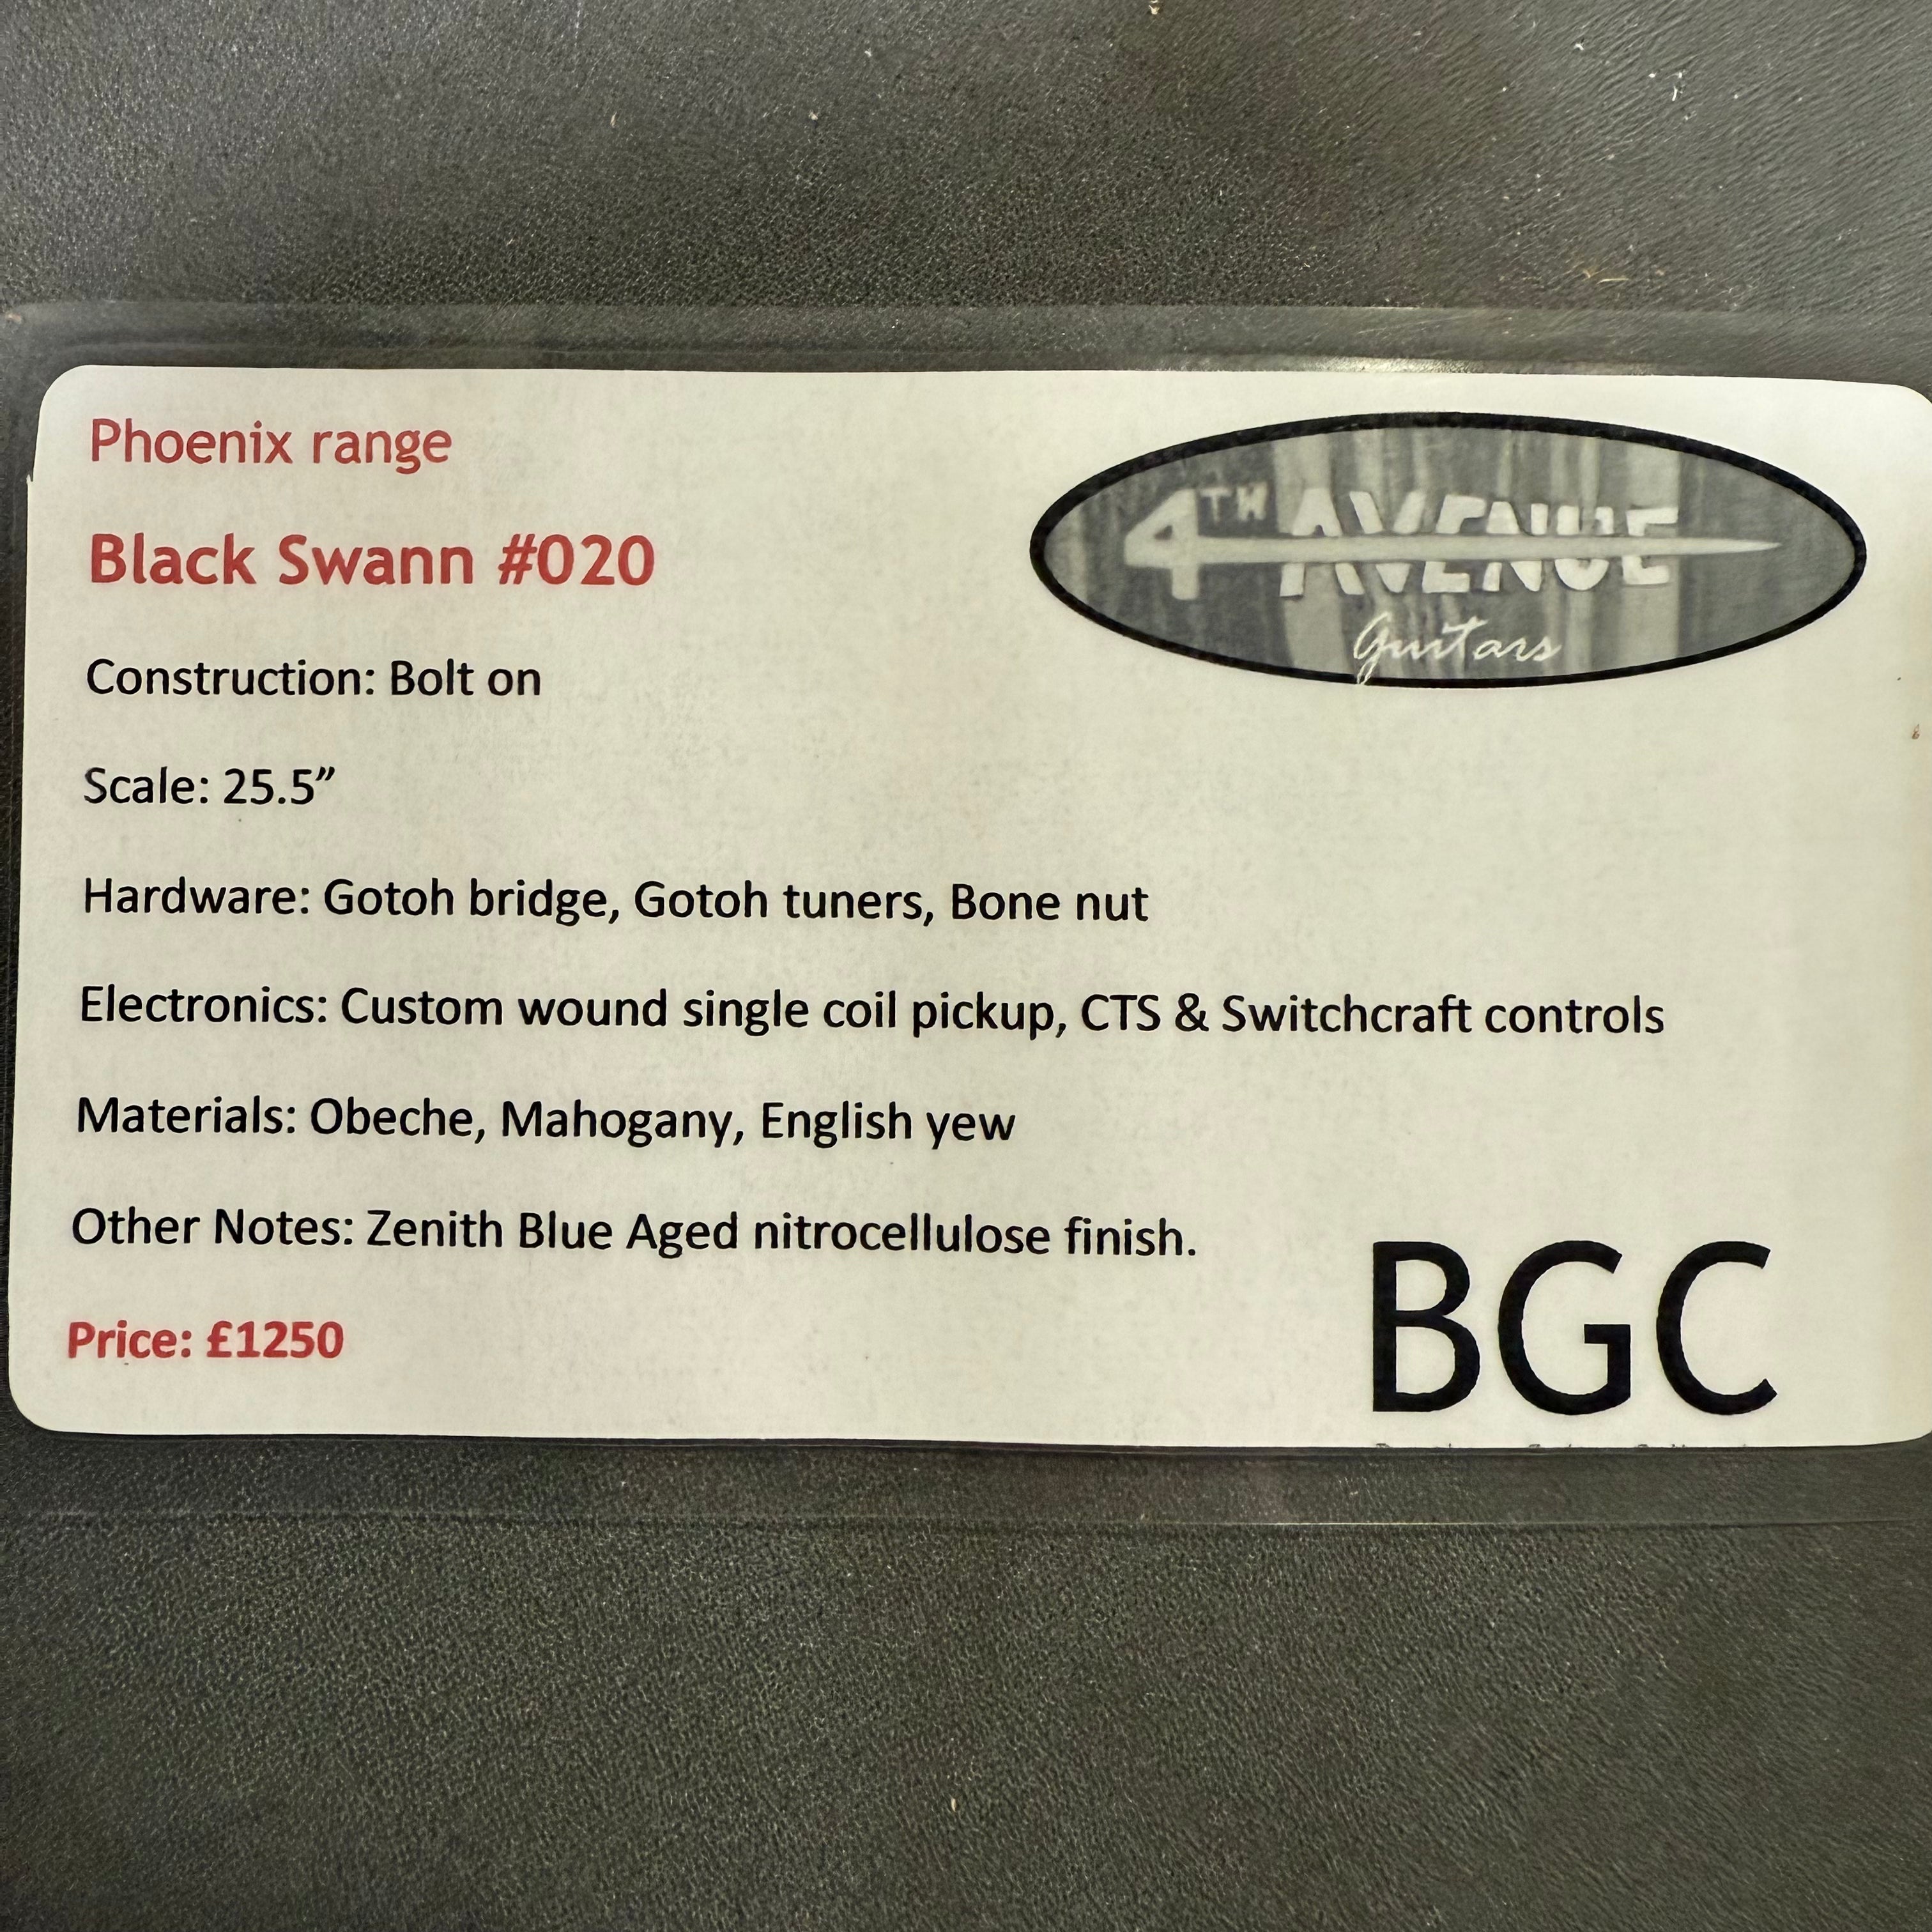 Phoenix range
Black Swann #020
4TH AVENUE
Guitars
Construction: Bolt on
Scale: 25.5”
Hardware: Gotoh bridge, Gotoh tuners, Bone nut
Electronics: Custom wound single coil pickup, CTS & Switchcraft controls
Materials: Obeche, Mahogany, English yew
Other Notes: Zenith Blue Aged nitrocellulose finish.
Price: £1250
BGC